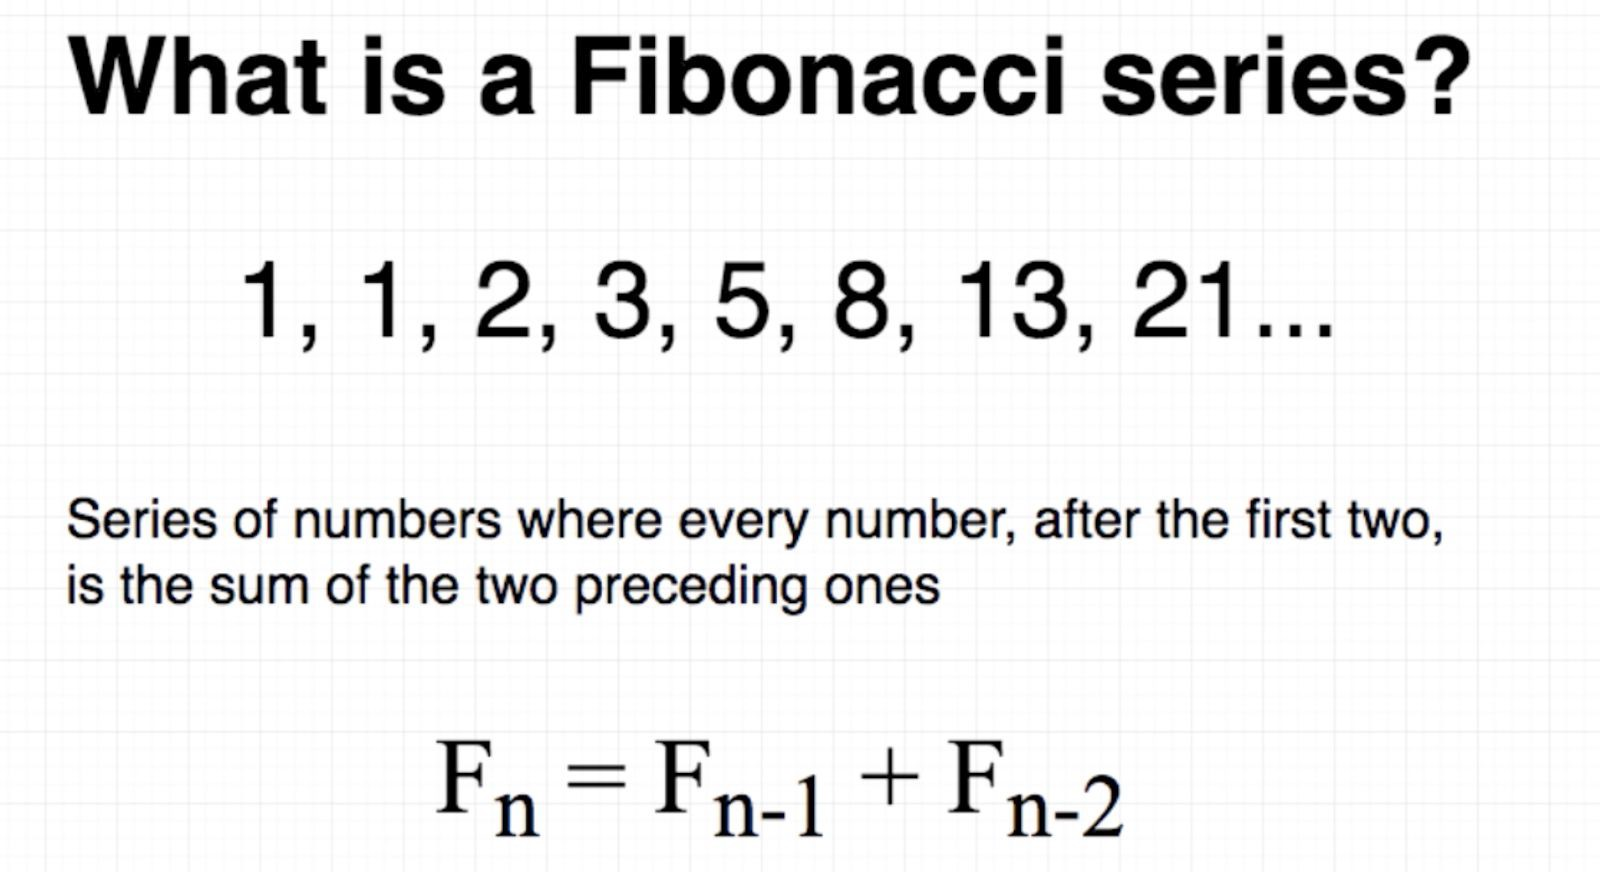 What is a Fibonacci series?
1, 1, 2, 3, 5, 8, 13, 21...
Series of numbers where every number, after the first two,
is the sum of the two preceding ones
Fn = Fn-1 + Fn-2